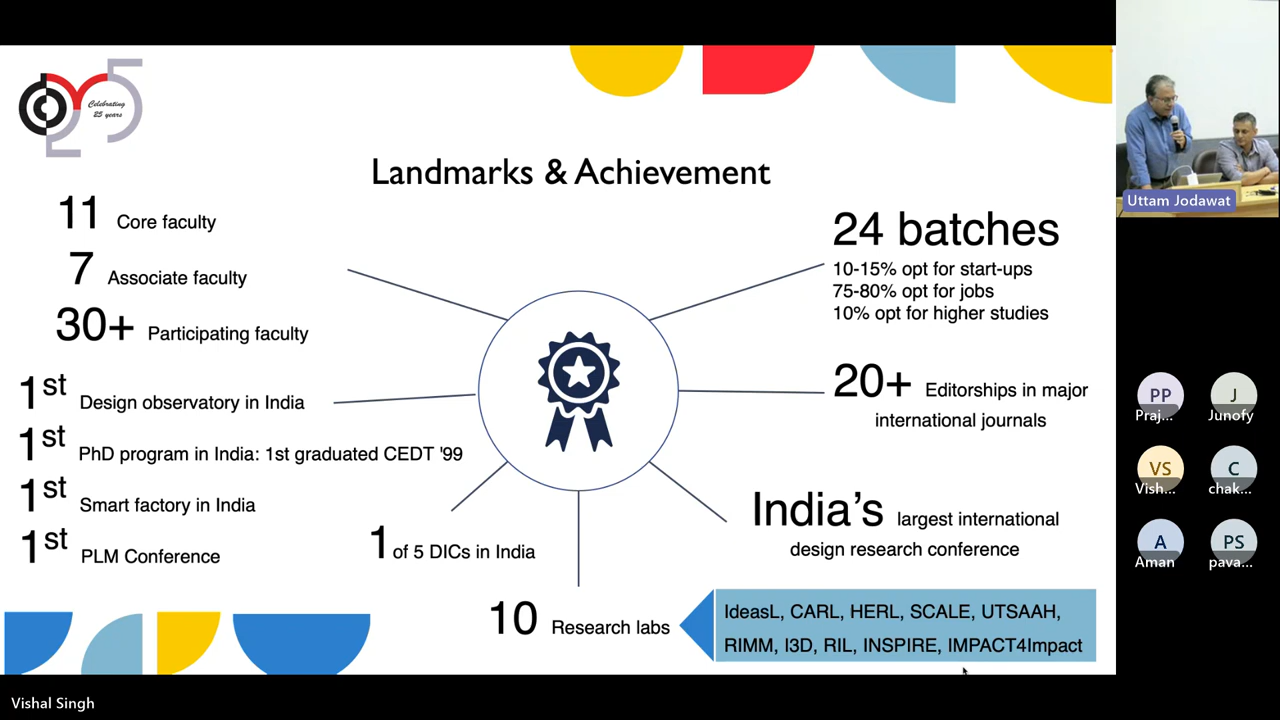 Celebrating
25 years
Landmarks & Achievement
11 Core faculty
7 Associate faculty
30+ Participating faculty
1st Design observatory in India
1st PhD program in India: 1st graduated CEDT '99
1st Smart factory in India
1st PLM Conference
1 of 5 DICs in India
10 Research labs
24 batches
10-15% opt for start-ups
75-80% opt for jobs
10% opt for higher studies
20+ Editorships in major
international journals
India's largest international
design research conference
IdeasL, CARL, HERL, SCALE, UTSAAH,
RIMM, I3D, RIL, INSPIRE, IMPACT4Impact
Uttam Jodawat
PP
Praj...
J
Junofy
VS
Vish...
C
chak...
A
Aman
PS
pava...
Vishal Singh